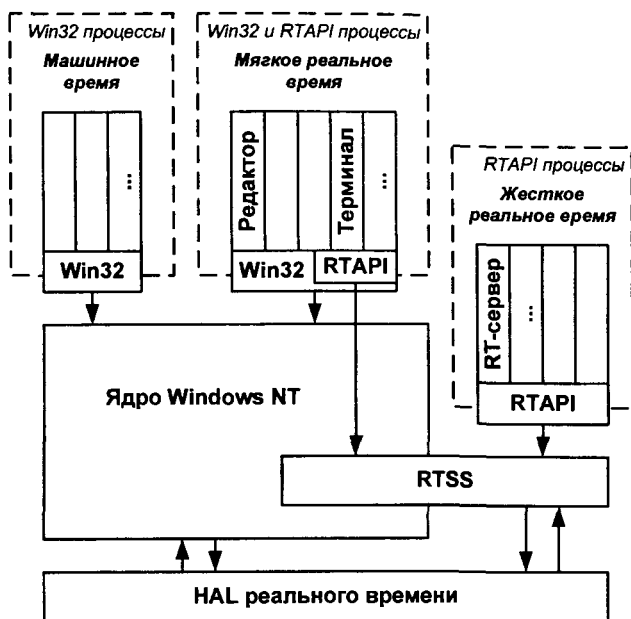 Win32 процессы
Машинное
время
...
Win32
Win32 и RTAPI процессы
Мягкое реальное
время
Редактор
Терминал
...
Win32
RTAPI
RTAPI процессы
Жесткое
реальное еремя
RT-сервер
...
RTAPI
Ядро Windows NT
RTSS
HAL реального времени